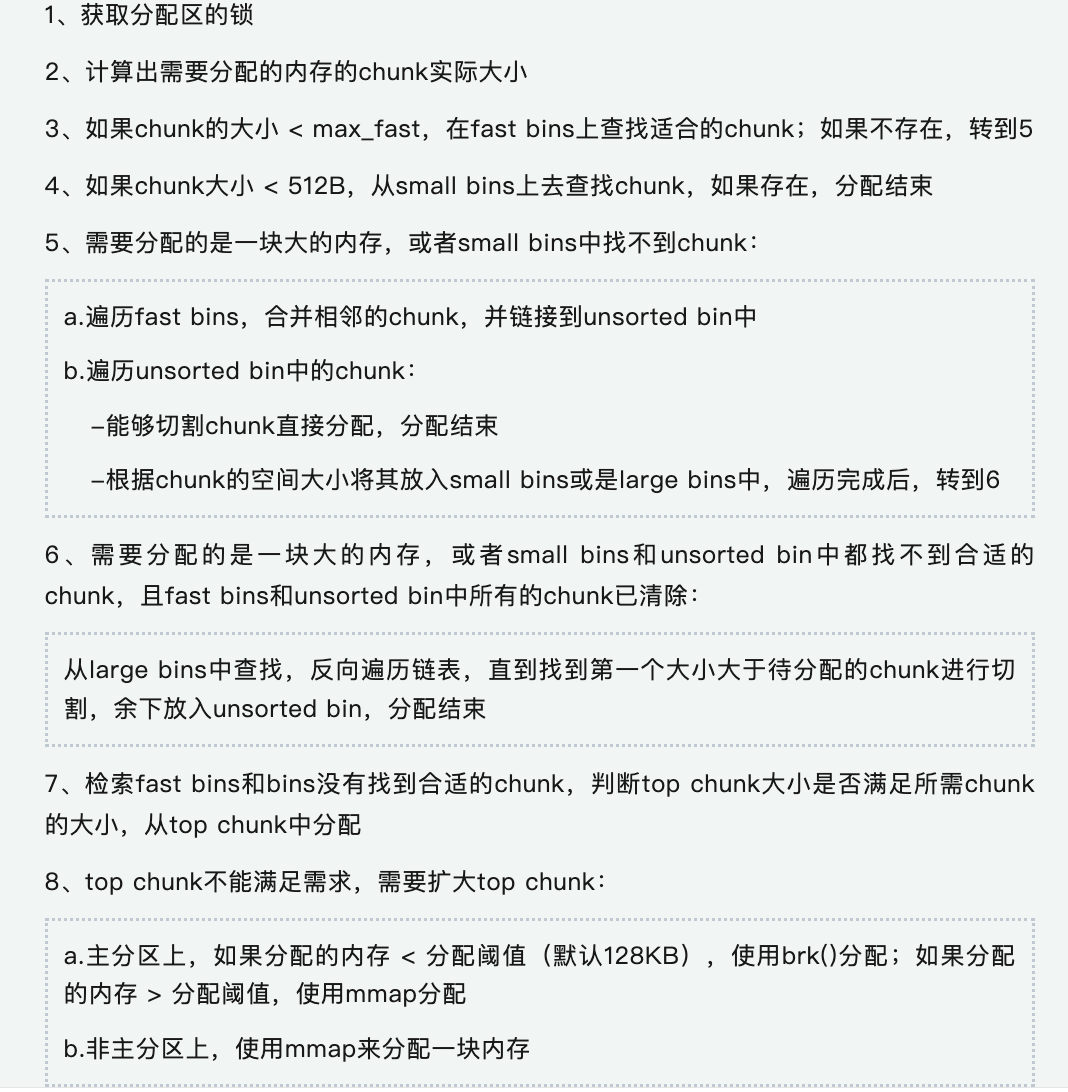 1、获取分配区的锁
2、计算出需要分配的内存的chunk实际大小
3、如果chunk的大小 < max_fast，在fast bins上查找适合的chunk；如果不存在，转到5
4、如果chunk大小 < 512B，从small bins上去查找chunk，如果存在，分配结束
5、需要分配的是一块大的内存，或者small bins中找不到chunk：
a.遍历fast bins，合并相邻的chunk，并链接到unsorted bin中
b.遍历unsorted bin中的chunk：
–能够切割chunk直接分配，分配结束
–根据chunk的空间大小将其放入small bins或是large bins中，遍历完成后，转到6
6、需要分配的是一块大的内存，或者small bins和unsorted bin中都找不到合适的
chunk，且fast bins和unsorted bin中所有的chunk已清除：
从large bins中查找，反向遍历链表，直到找到第一个大小大于待分配的chunk进行切
割，余下放入unsorted bin，分配结束
7、检索fast bins和bins没有找到合适的chunk，判断top chunk大小是否满足所需chunk
的大小，从top chunk中分配
8、top chunk不能满足需求，需要扩大top chunk：
a.主分区上，如果分配的内存 < 分配阈值（默认128KB），使用brk()分配；如果分配
的内存 > 分配阈值，使用mmap分配
b.非主分区上，使用mmap来分配一块内存